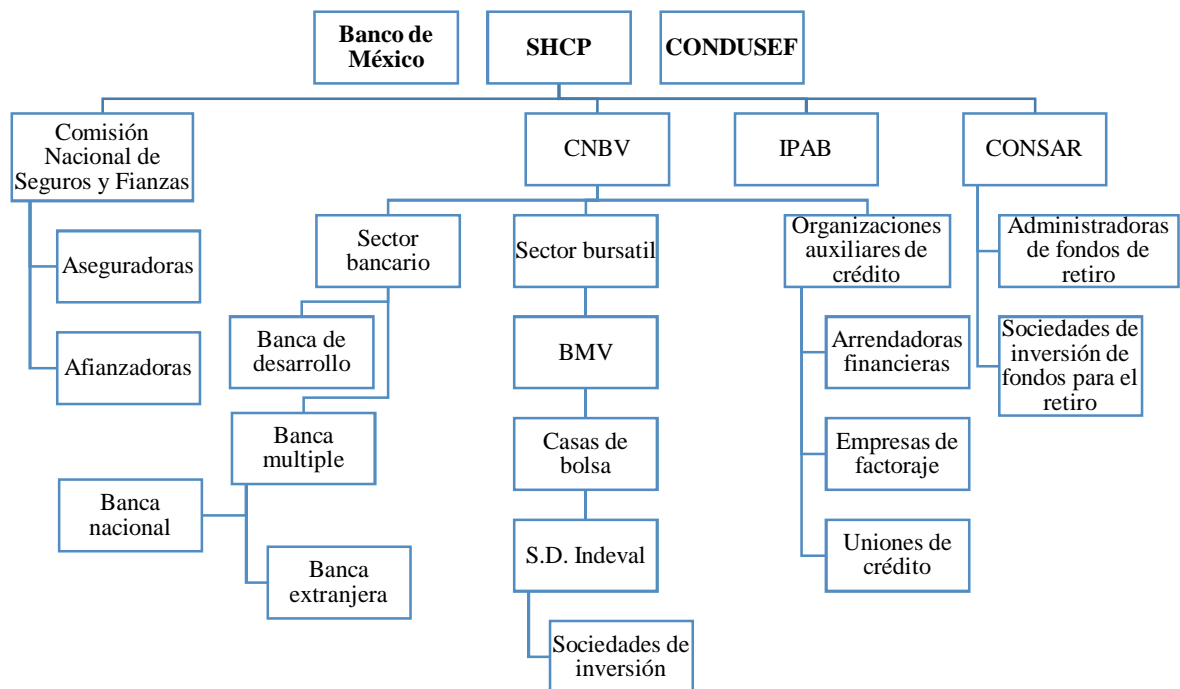 Banco de
México
SHCP
CONDUSEF
Comisión
Nacional de
Seguros y Fianzas
CNBV
IPAB
CONSAR
Aseguradoras
Afianzadoras
Sector
bancario
Banca de
desarrollo
Banca
multiple
Banca
nacional
Banca
extranjera
Sector bursatil
BMV
Casas de
bolsa
S.D. Indeval
Sociedades de
inversión
Organizaciones
auxiliares de
crédito
Arrendadoras
financieras
Empresas de
factoraje
Uniones de
crédito
Administradoras
de fondos de
retiro
Sociedades de
inversión de
fondos para el
retiro